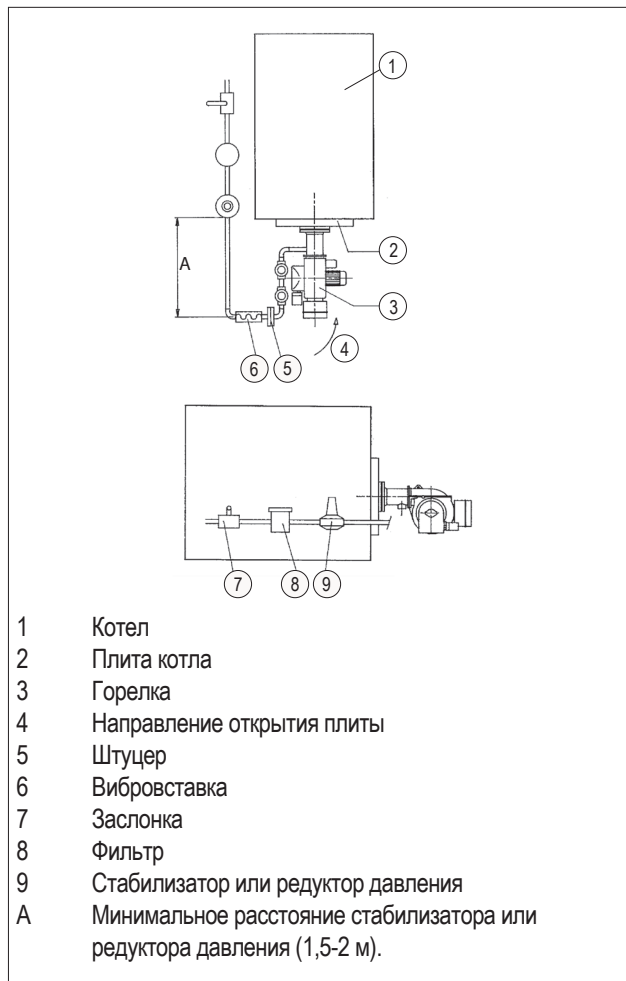 1
A
2
3
4
6
5
7
8
9
1 Котел
2 Плита котла
3 Горелка
4 Направление открытия плиты
5 Штуцер
6 Вибровставка
7 Заслонка
8 Фильтр
9 Стабилизатор или редуктор давления
A Минимальное расстояние стабилизатора или
редуктора давления (1,5-2 м).